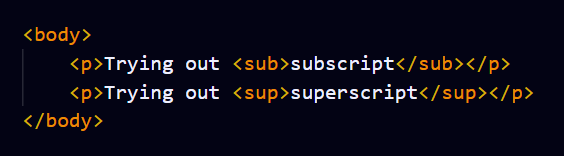 <body>
<p>Trying out <sub>subscript</sub></p>
<p>Trying out <sup>superscript</sup></p>
</body>